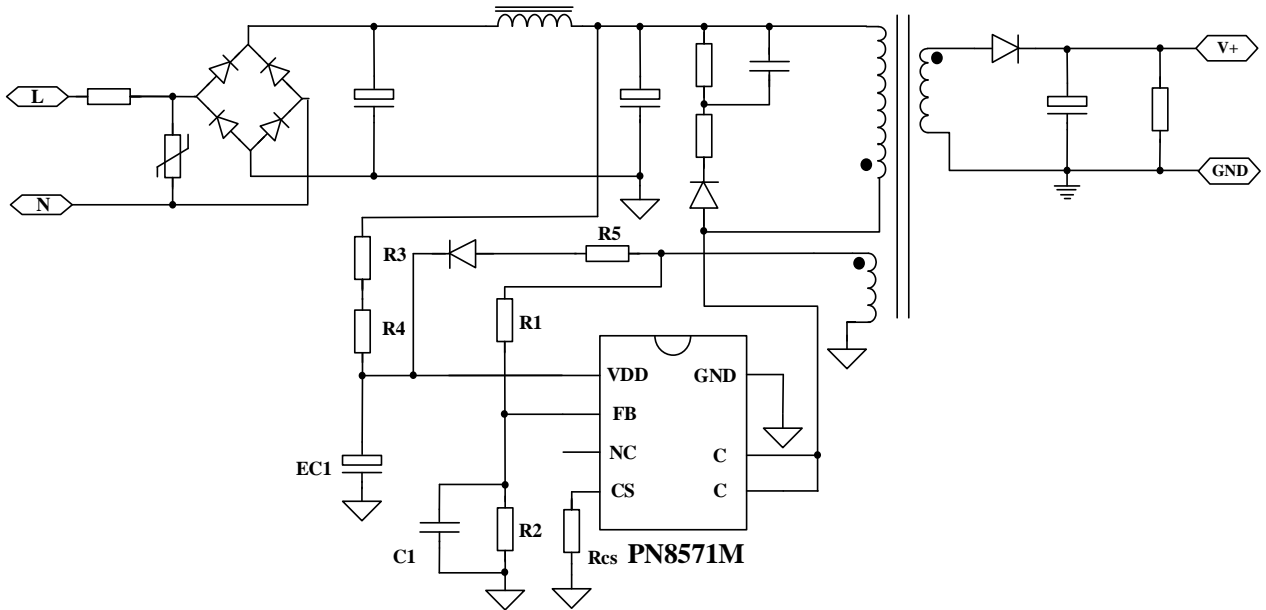 V+
L
GND
N
R5
R3
R1
R4
VDD
GND
FB
NC
C
EC1
CS
C
R2
C1
Rcs
PN8571M